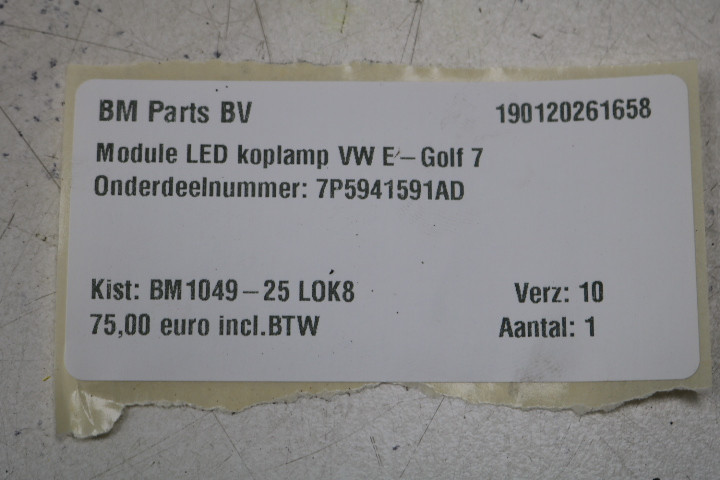 BM Parts BV 190120261658
Module LED koplamp VW E-Golf 7
Onderdeelnummer: 7P5941591AD
Kist: BM1049-25 LOK8 Verz: 10
75,00 euro incl.BTW Aantal: 1